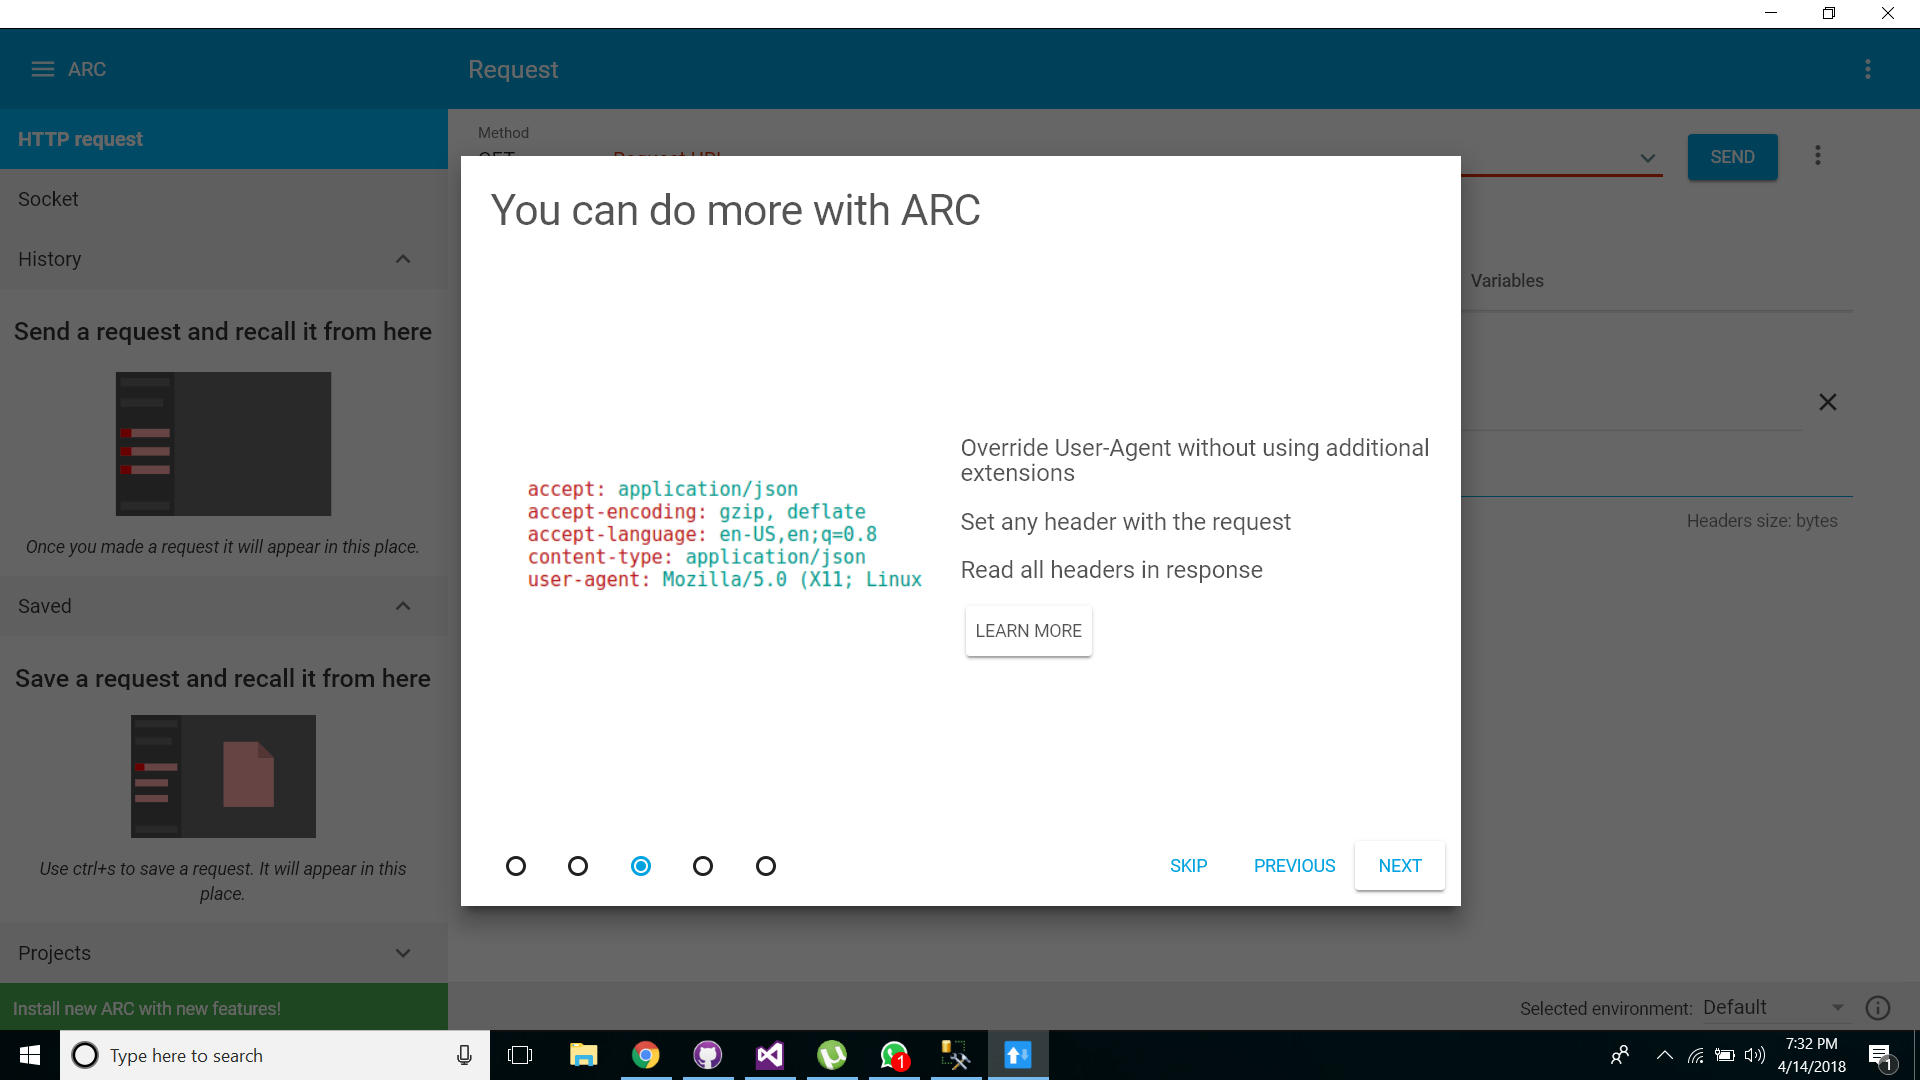 ARC
Request
HTTP request
Method
Socket
SEND
You can do more with ARC
History
Variables
Send a request and recall it from here
Override User-Agent without using additional
extensions
accept: application/json
accept-encoding: gzip, deflate
accept-language: en-US,en;q=0.8
content-type: application/json
user-agent: Mozilla/5.0 (X11; Linux
Set any header with the request
Headers size: bytes
Once you made a request it will appear in this place.
Read all headers in response
Saved
LEARN MORE
Save a request and recall it from here
Use ctrl+s to save a request. It will appear in this
place.
SKIP
PREVIOUS
NEXT
Projects
Install new ARC with new features!
Selected environment: Default
Type here to search
1
7:32 PM
4/14/2018
1